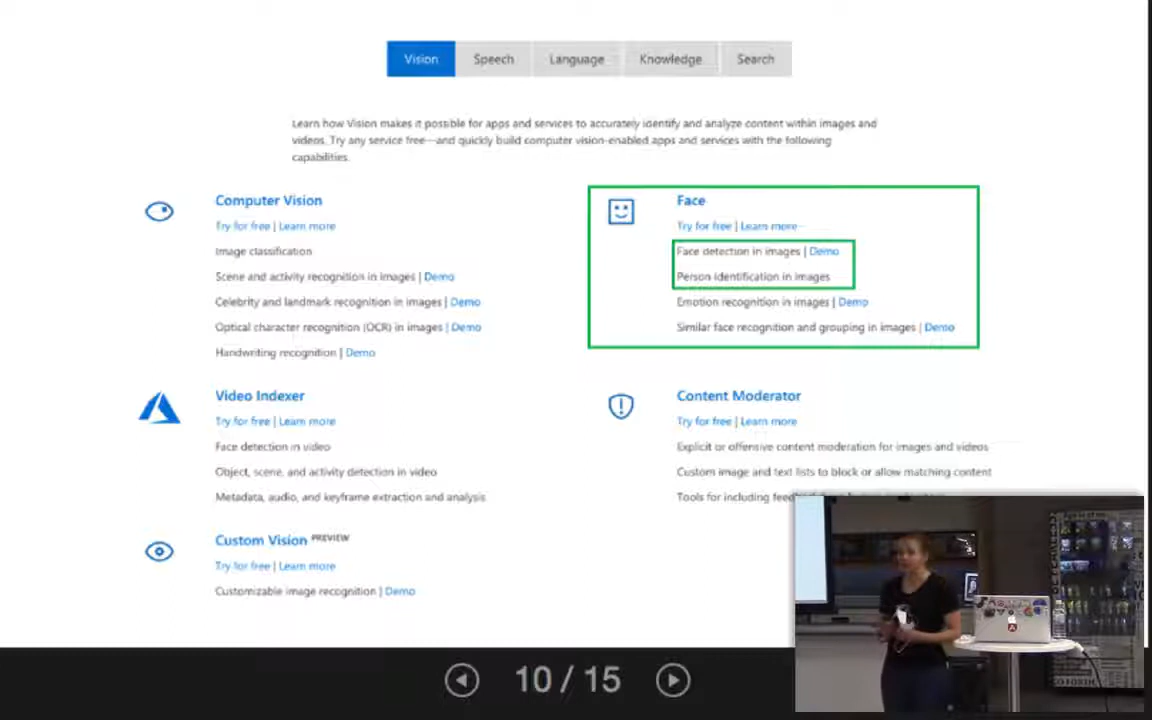 Vision
Speech
Language
Knowledge
Search
Learn how Vision makes it possible for apps and services to accurately identify and analyze content within images and
videos. Try any service free—and quickly build computer vision-enabled apps and services with the following
capabilities.
Computer Vision
Try for free | Learn more
Image classification
Scene and activity recognition in images | Demo
Celebrity and landmark recognition in images | Demo
Optical character recognition (OCR) in images | Demo
Handwriting recognition | Demo
Face
Try for free | Learn more
Face detection in images | Demo
Person identification in images
Emotion recognition in images | Demo
Similar face recognition and grouping in images | Demo
Video Indexer
Try for free | Learn more
Face detection in video
Object, scene, and activity detection in video
Metadata, audio, and keyframe extraction and analysis
Content Moderator
Try for free | Learn more
Explicit or offensive content moderation for images and videos
Custom image and text lists to block or allow matching content
Tools for including
Custom Vision PREVIEW
Try for free | Learn more
Customizable image recognition | Demo
10 / 15